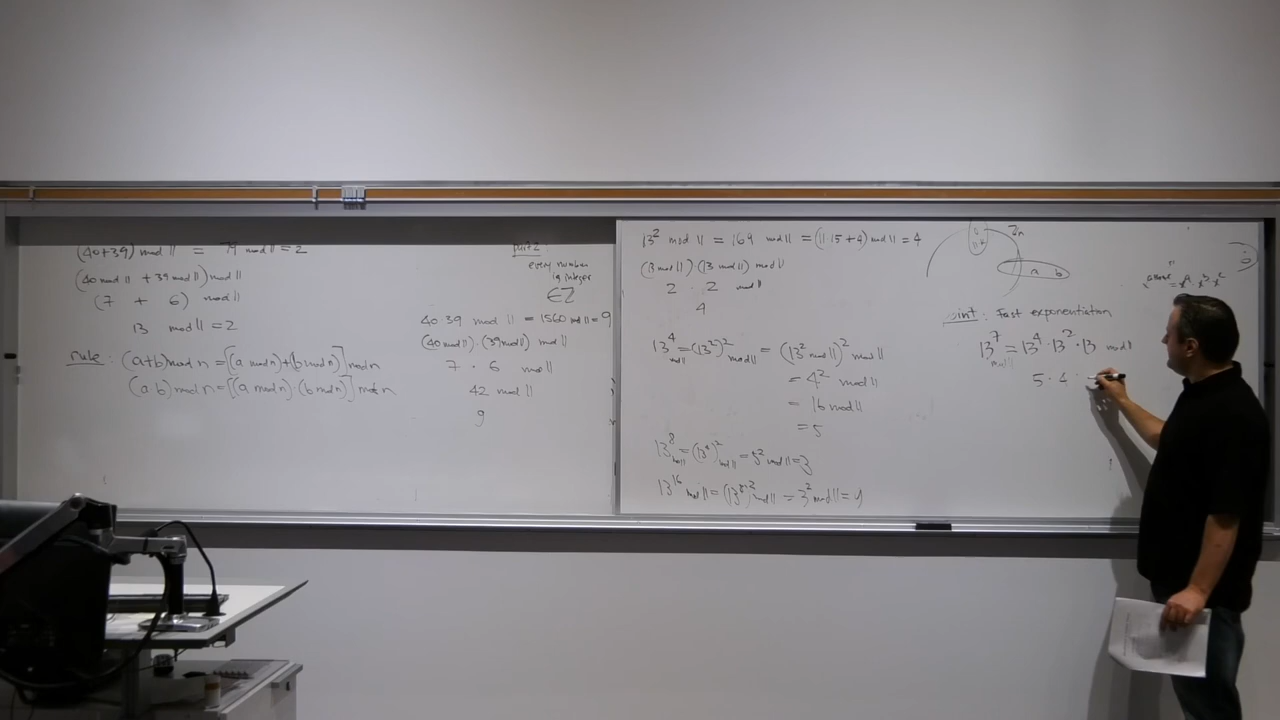 (40+39) mod 11 = 79 mod 11 = 2
(40 mod 11 + 39 mod 11) mod 11
(7 + 6) mod 11
13 mod 11 = 2
rule: (a+b) mod n = [(a mod n)+(b mod n)] mod n
(a b) mod n = [(a mod n)·(b mod n)] mod n
part 2:
every number
is integer
∈ Z
40 39 mod 11 = 1560 mod 11 = 9
(40 mod 11)·(39 mod 11) mod 11
7 · 6 mod 11
42 mod 11
9
13² mod 11 = 169 mod 11 = (11·15+4) mod 11 = 4
(13 mod 11)·(13 mod 11) mod 11
2 · 2 mod 11
4
13⁴ mod 11 = (13²)² mod 11 = (13² mod 11)² mod 11
= 4² mod 11
= 16 mod 11
= 5
13⁸ mod 11 = (13⁴)² mod 11 = 5² mod 11 = 3
13¹⁶ mod 11 = (13⁸)² mod 11 = 3² mod 11 = 9
Zn
a b
: fast exponentiation
13⁷ mod 11 = 13⁴ · 13² · 13 mod 11
5 · 4